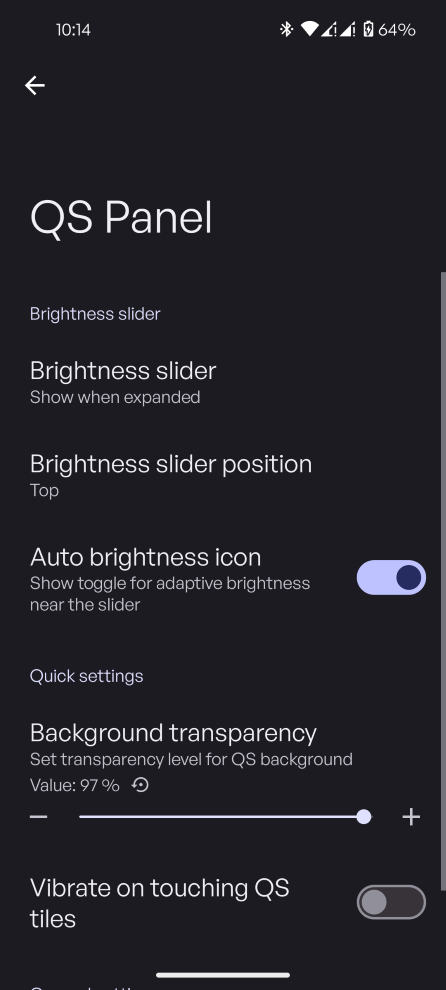 10:14 64%
QS Panel
Brightness slider
Brightness slider
Show when expanded
Brightness slider position
Top
Auto brightness icon
Show toggle for adaptive brightness
near the slider
Quick settings
Background transparency
Set transparency level for QS background
Value: 97 %
Vibrate on touching QS
tiles